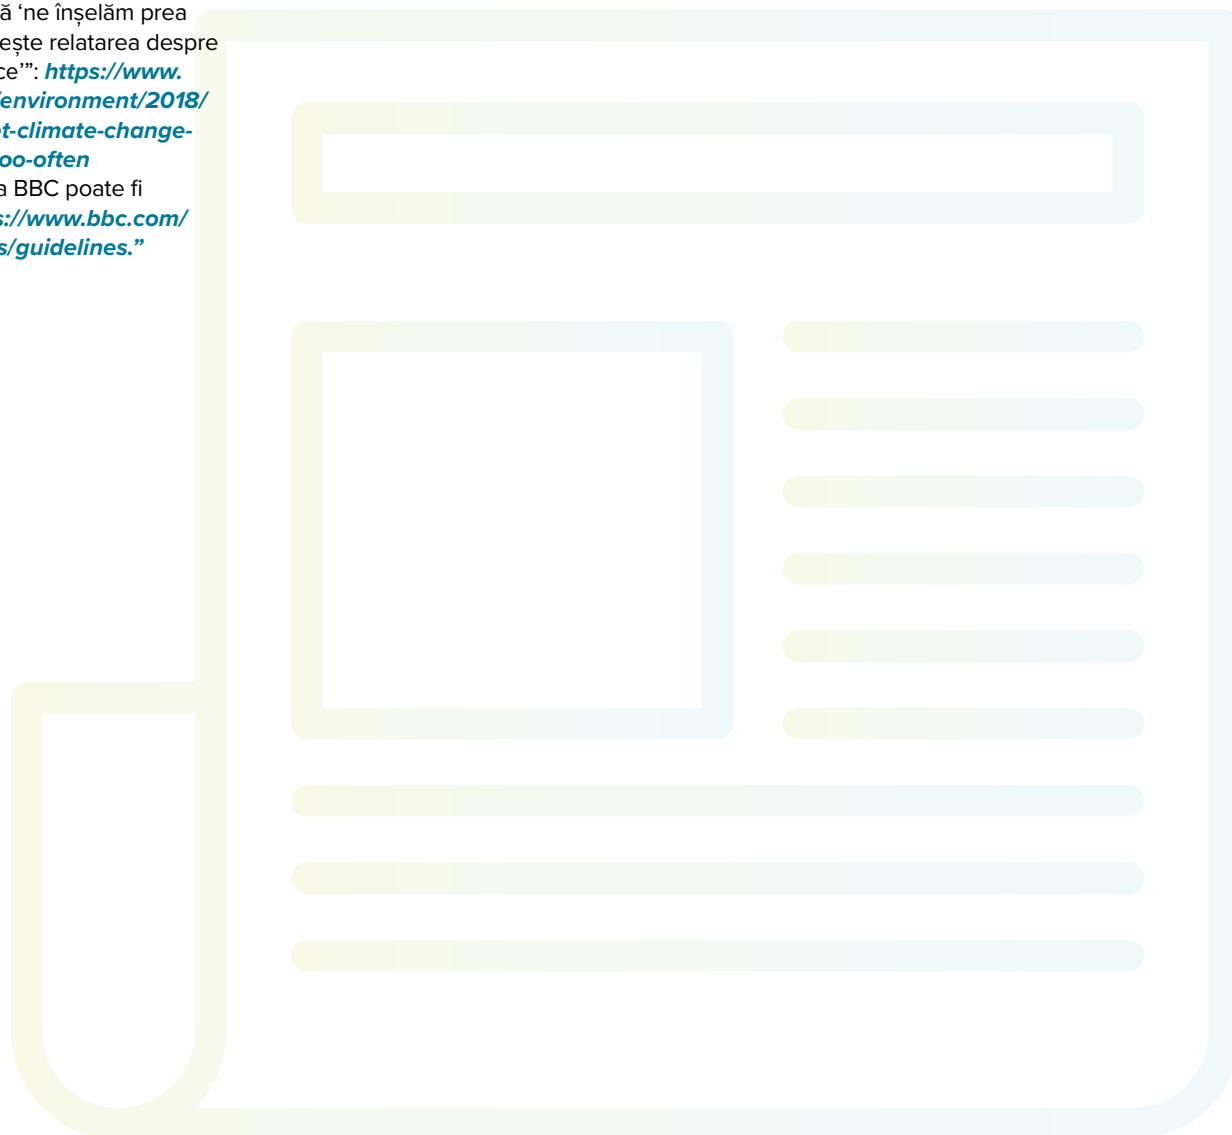 ă ‘ne înșelăm prea
ește relatarea despre
ce’”: https://www.
/environment/2018/
t-climate-change-
oo-often
a BBC poate fi
s://www.bbc.com/
s/guidelines.”